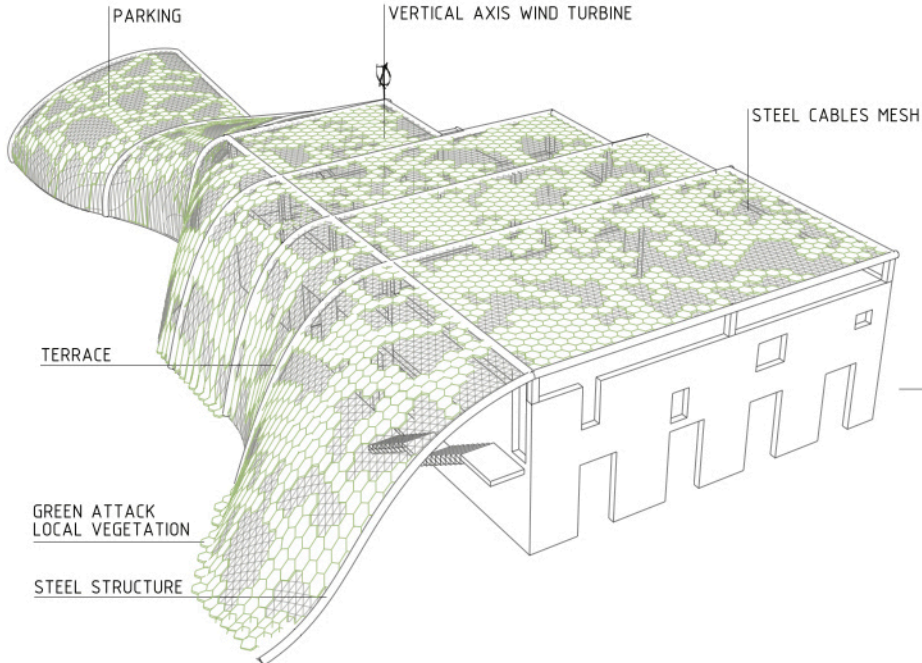 PARKING
VERTICAL AXIS WIND TURBINE
STEEL CABLES MESH
TERRACE
GREEN ATTACK
LOCAL VEGETATION
STEEL STRUCTURE